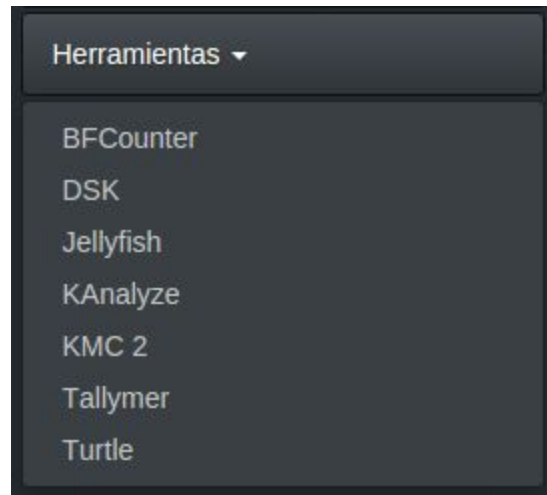 Herramientas
BFCounter
DSK
Jellyfish
KAnalyze
KMC 2
Tallymer
Turtle